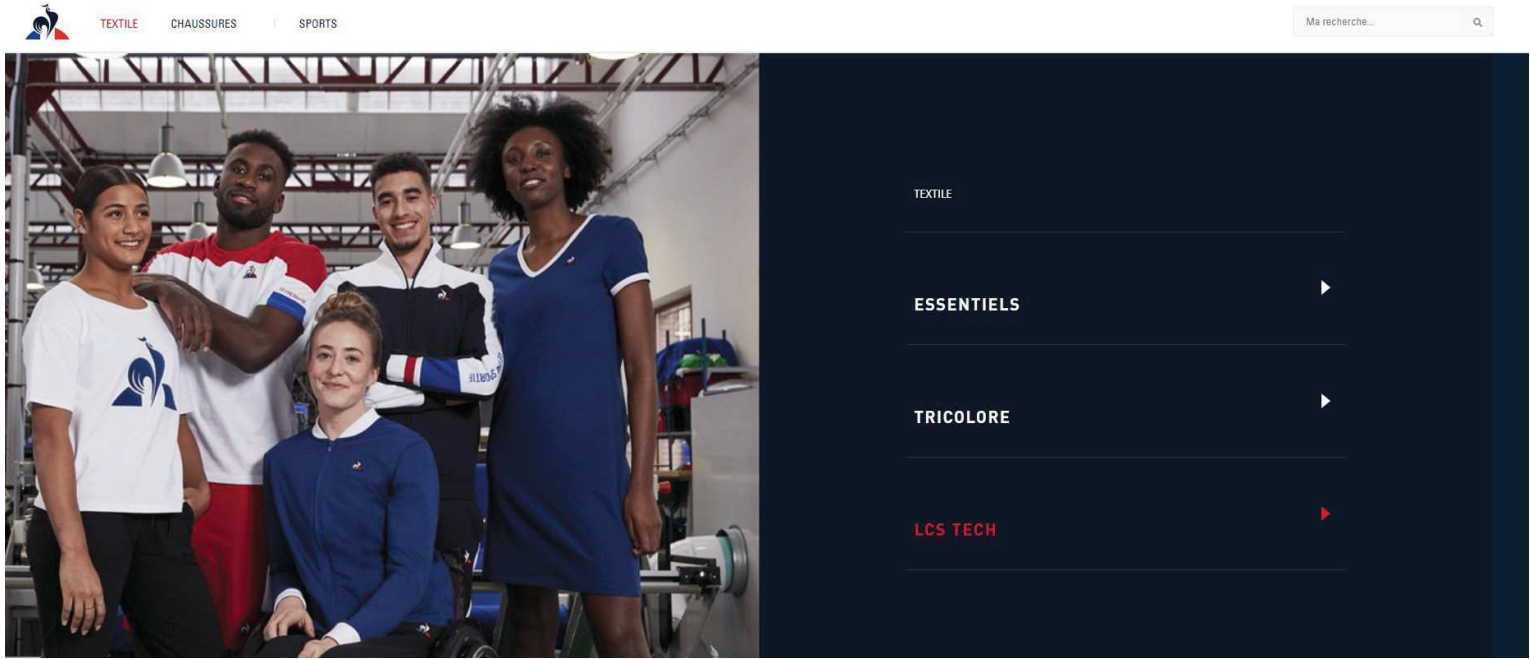 TEXTILE
CHAUSSURES
SPORTS
Ma recherche...
TEXTILE
ESSENTIELS
TRICOLORE
LCS TECH